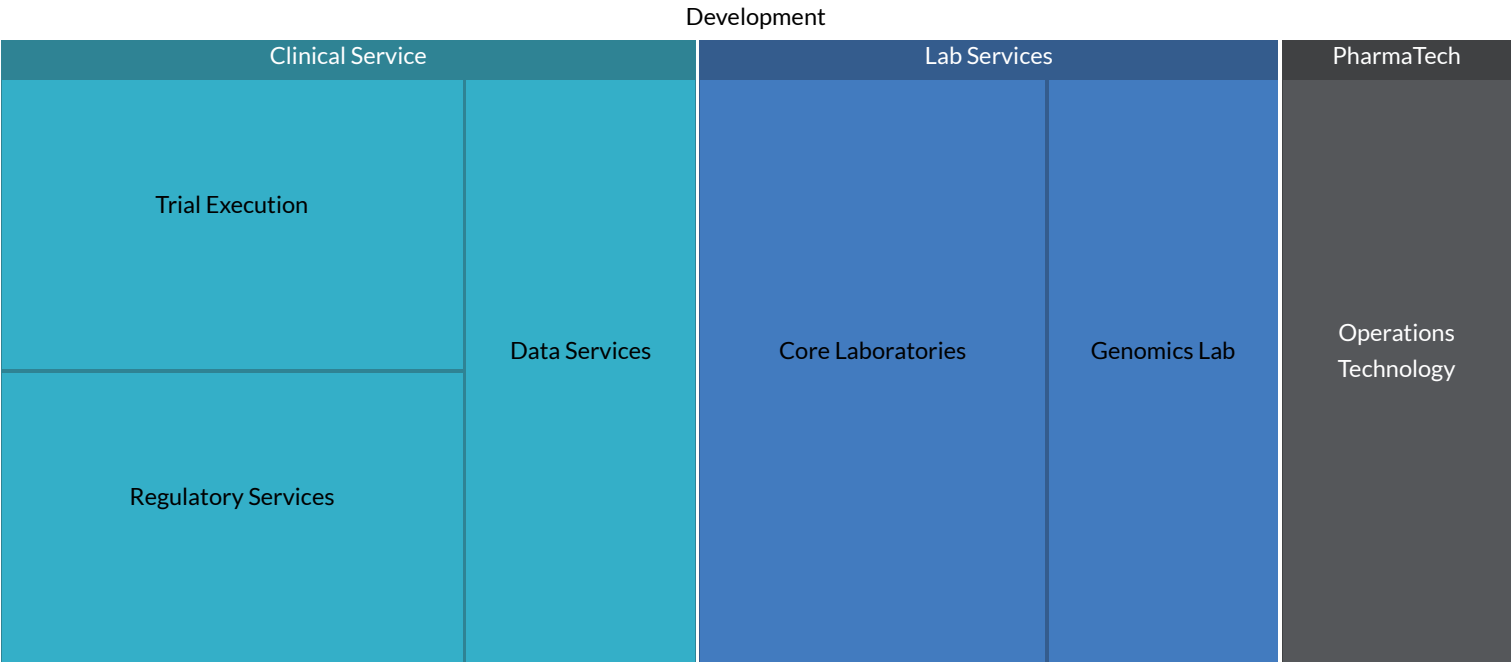 Development
Clinical Service
Lab Services
PharmaTech
Trial Execution
Regulatory Services
Data Services
Core Laboratories
Genomics Lab
Operations
Technology